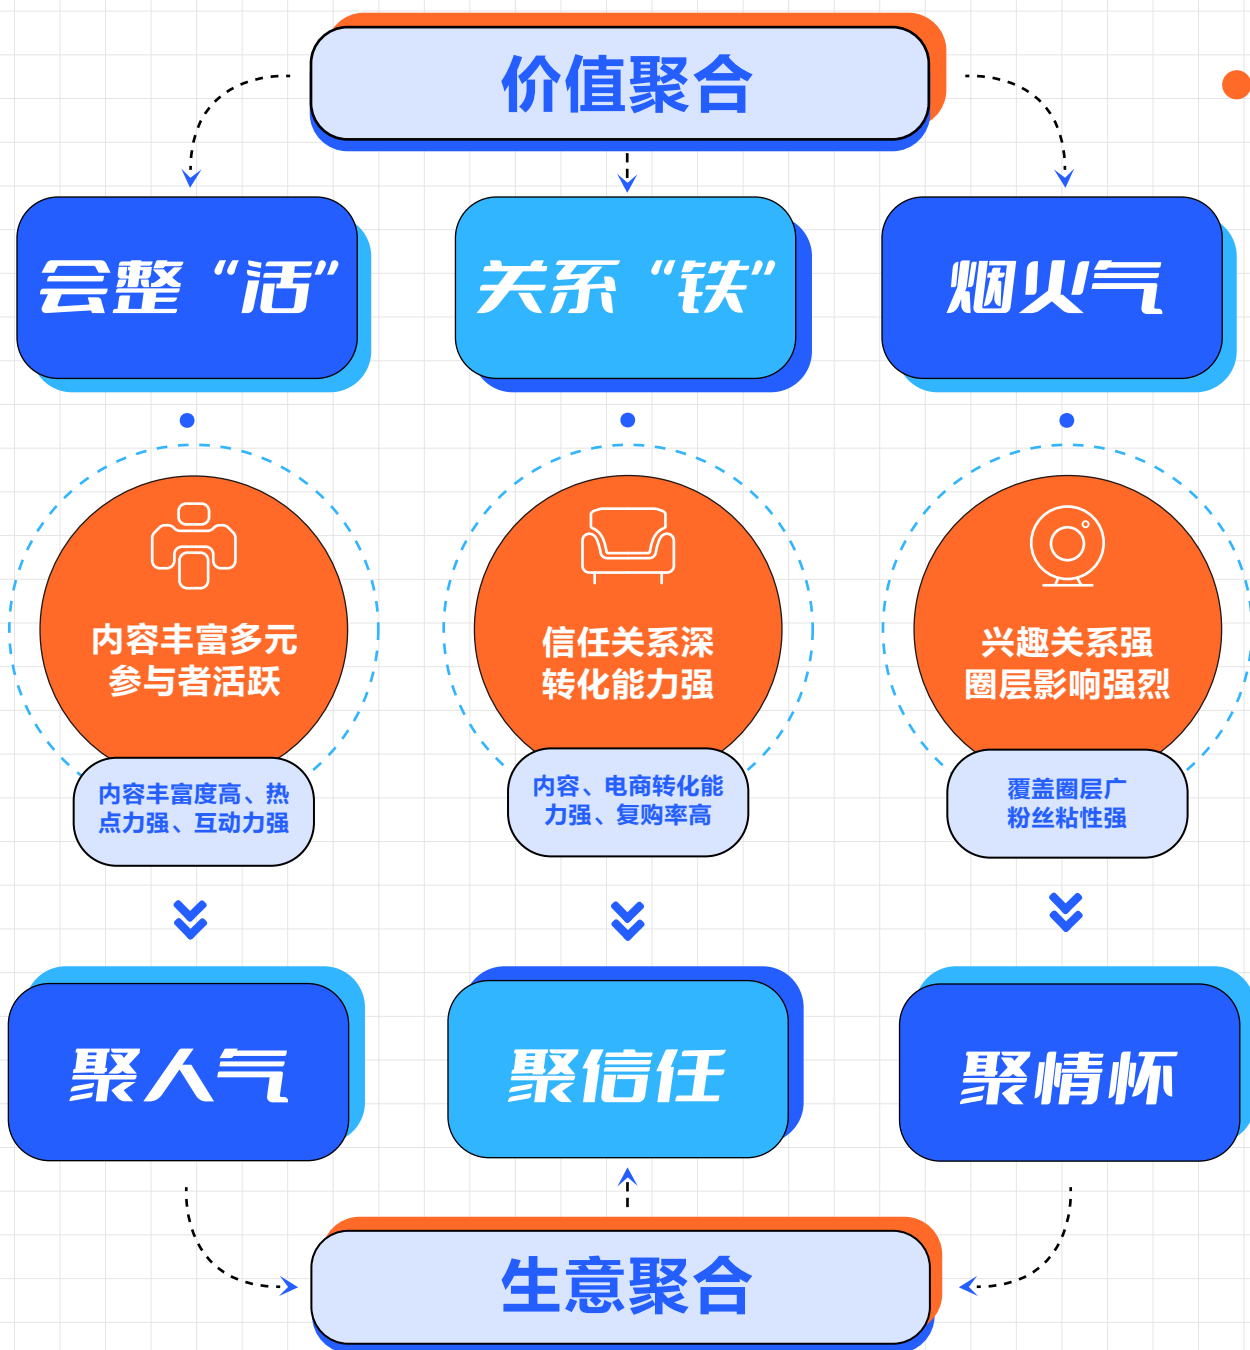 价值聚合
会整“活”
关系“铁”
烟火气
内容丰富多元
参与者活跃
信任关系深
转化能力强
兴趣关系强
圈层影响强烈
内容丰富度高、热
点力强、互动力强
内容、电商转化能
力强、复购率高
覆盖圈层广
粉丝粘性强
聚人气
聚信任
聚情怀
生意聚合